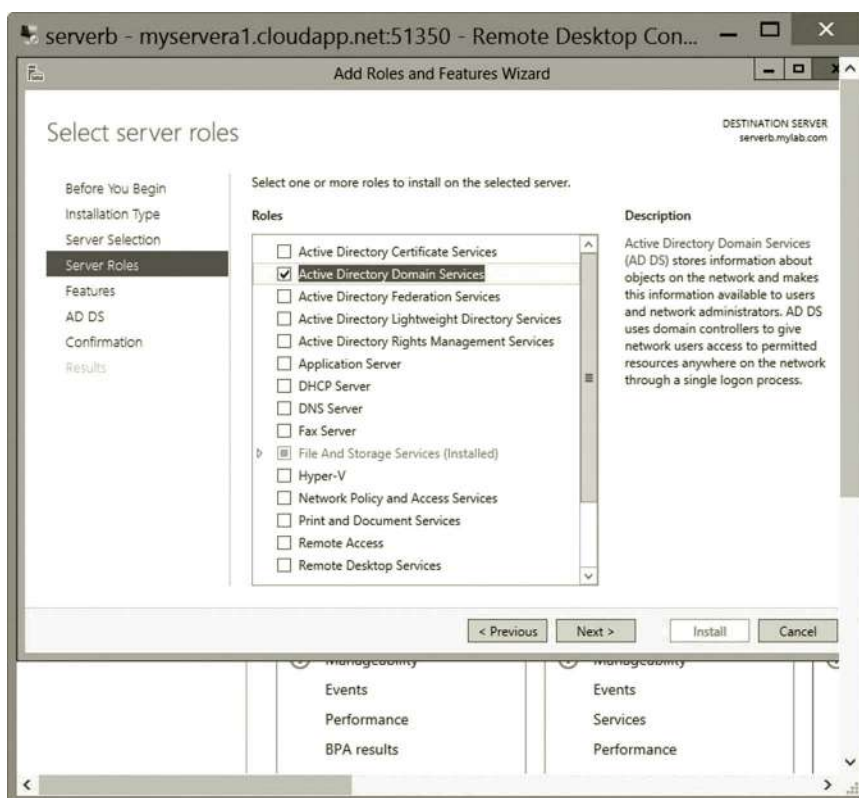 serverb - myservera1.cloudapp.net:51350 - Remote Desktop Con...
Add Roles and Features Wizard
Select server roles
DESTINATION SERVER
serverb.mylab.com
Before You Begin
Installation Type
Server Selection
Server Roles
Features
AD DS
Confirmation
Results
Select one or more roles to install on the selected server.
Roles
Active Directory Certificate Services
Active Directory Domain Services
Active Directory Federation Services
Active Directory Lightweight Directory Services
Active Directory Rights Management Services
Application Server
DHCP Server
DNS Server
Fax Server
File And Storage Services (Installed)
Hyper-V
Network Policy and Access Services
Print and Document Services
Remote Access
Remote Desktop Services
Description
Active Directory Domain Services
(AD DS) stores information about
objects on the network and makes
this information available to users
and network administrators. AD DS
uses domain controllers to give
network users access to permitted
resources anywhere on the network
through a single logon process.
< Previous
Next >
Install
Cancel
Manageability
Events
Performance
BPA results
Manageability
Events
Services
Performance